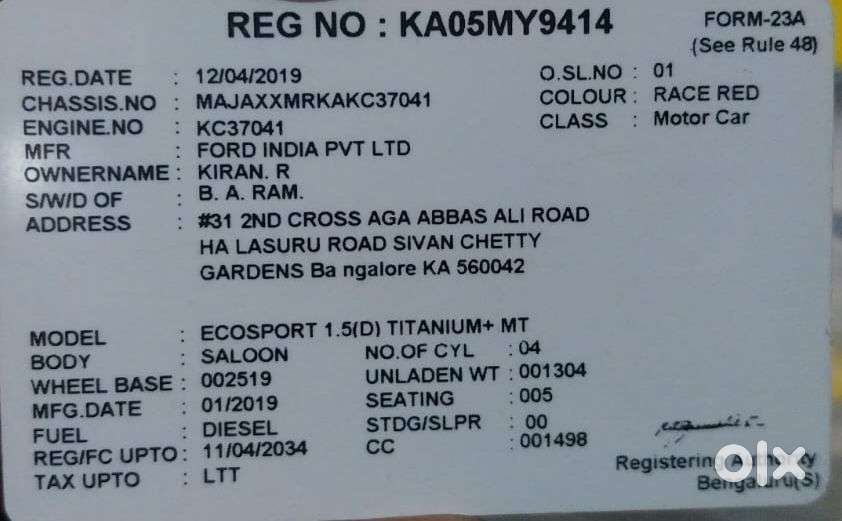 REG NO : KA05MY9414
FORM-23A
(See Rule 48)
REG.DATE : 12/04/2019 O.SL.NO : 01
CHASSIS.NO : MAJAXXMRKAKC37041 COLOUR : RACE RED
ENGINE.NO : KC37041 CLASS : Motor Car
MFR : FORD INDIA PVT LTD
OWNERNAME : KIRAN. R
S/W/D OF : B. A. RAM.
ADDRESS : #31 2ND CROSS AGA ABBAS ALI ROAD
HA LASURU ROAD SIVAN CHETTY
GARDENS Ba ngalore KA 560042
MODEL : ECOSPORT 1.5(D) TITANIUM+ MT
BODY : SALOON NO.OF CYL : 04
WHEEL BASE : 002519 UNLADEN WT : 001304
MFG.DATE : 01/2019 SEATING : 005
FUEL : DIESEL STDG/SLPR : 00
REG/FC UPTO : 11/04/2034 CC : 001498
TAX UPTO : LTT
Registering Authority
Bengaluru(S)
olx